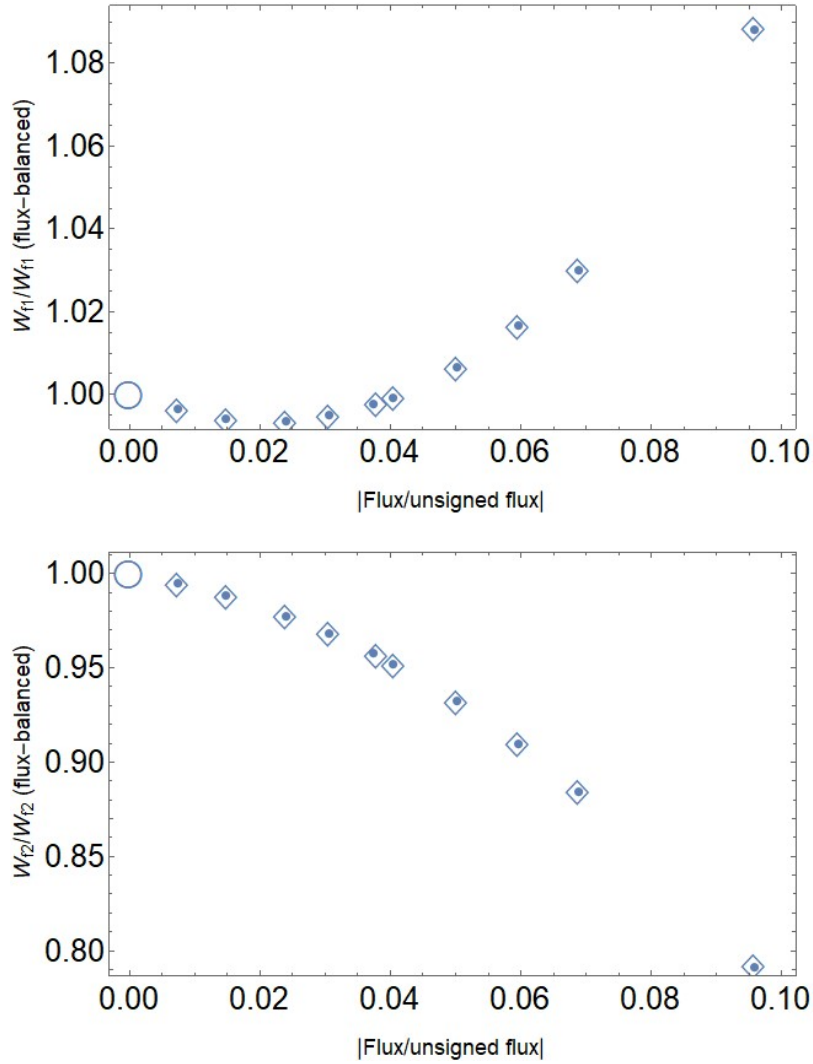 1.08
1.06
1.04
1.02
1.00
W_f1/W_f1 (flux−balanced)
0.00 0.02 0.04 0.06 0.08 0.10
|Flux/unsigned flux|
1.00
0.95
0.90
0.85
0.80
W_f2/W_f2 (flux−balanced)
0.00 0.02 0.04 0.06 0.08 0.10
|Flux/unsigned flux|